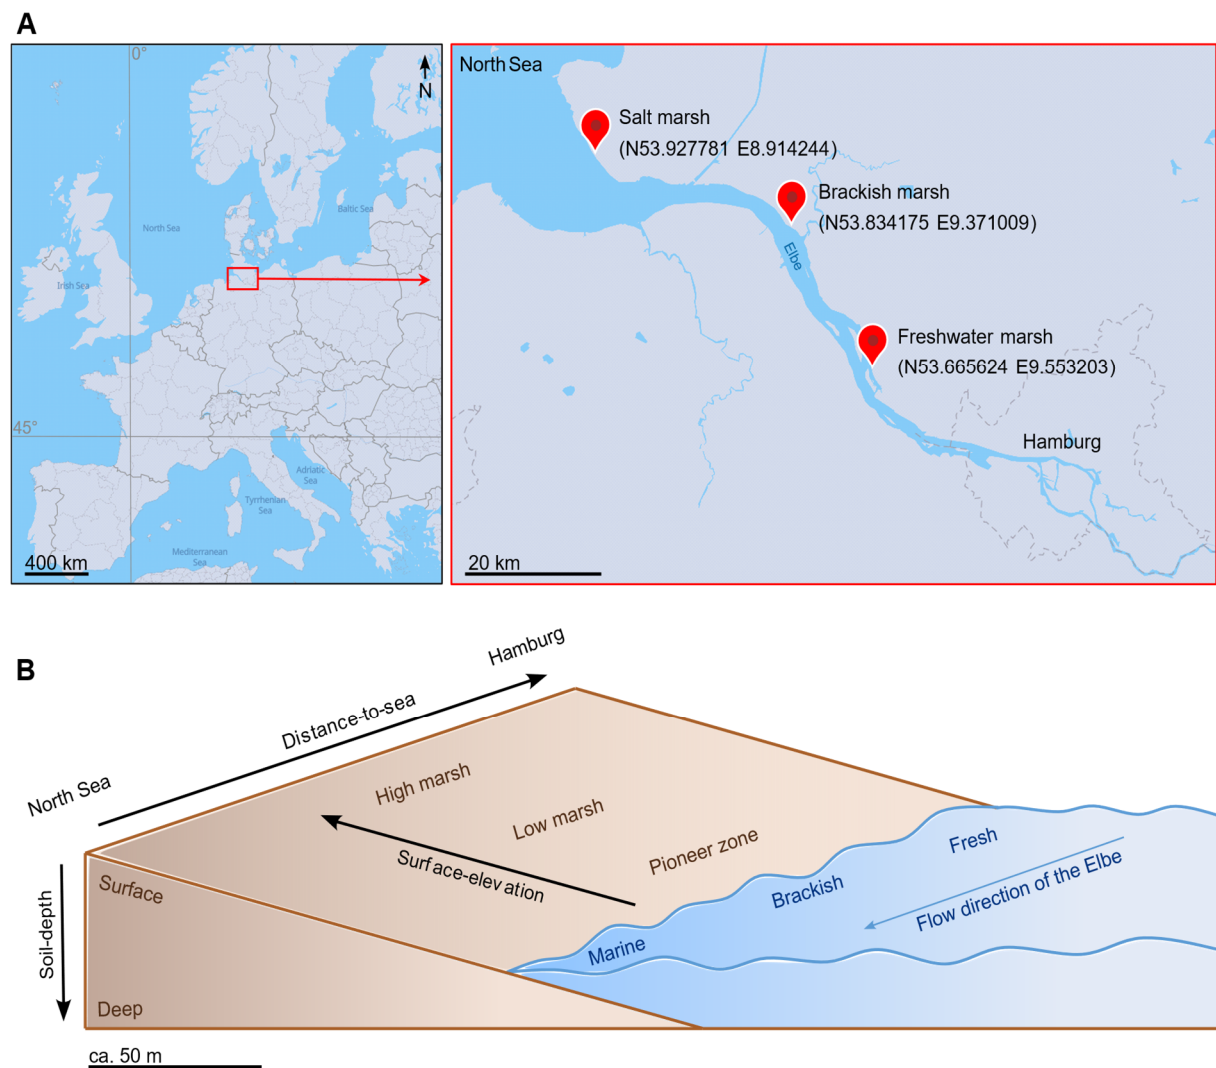 A
0°
N
North Sea
Baltic Sea
Irish Sea
45°
Adriatic
Sea
Tyrrhenian
Sea
Mediterranean
Sea
400 km
North Sea
Salt marsh
(N53.927781 E8.914244)
Brackish marsh
(N53.834175 E9.371009)
Elbe
Freshwater marsh
(N53.665624 E9.553203)
Hamburg
20 km
B
Hamburg
Distance-to-sea
North Sea
High marsh
Low marsh
Pioneer zone
Surface-elevation
Fresh
Brackish
Marine
Flow direction of the Elbe
Surface
Soil-depth
Deep
ca. 50 m